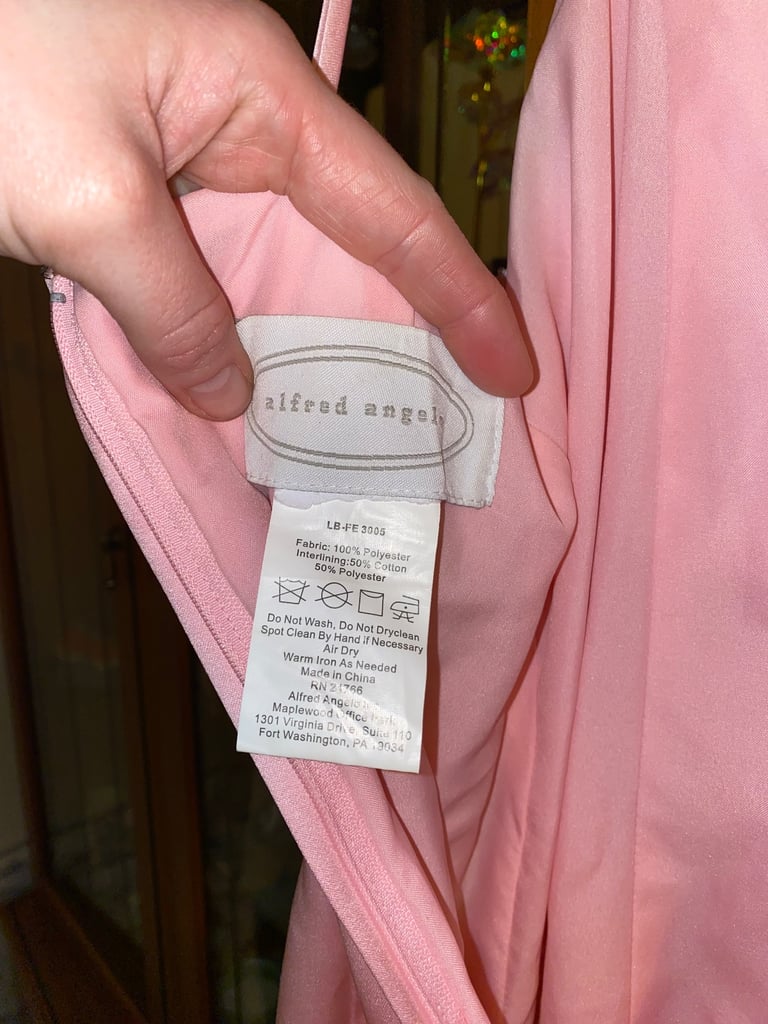 alfred angel
LB-FE 3005
Fabric: 100% Polyester
Interlining:50% Cotton
50% Polyester
Do Not Wash, Do Not Dryclean
Spot Clean By Hand if Necessary
Air Dry
Warm Iron As Needed
Made in China
RN 21766
Alfred Angelo
Maplewood Office Park
1301 Virginia Drive, Suite 110
Fort Washington, PA 19034